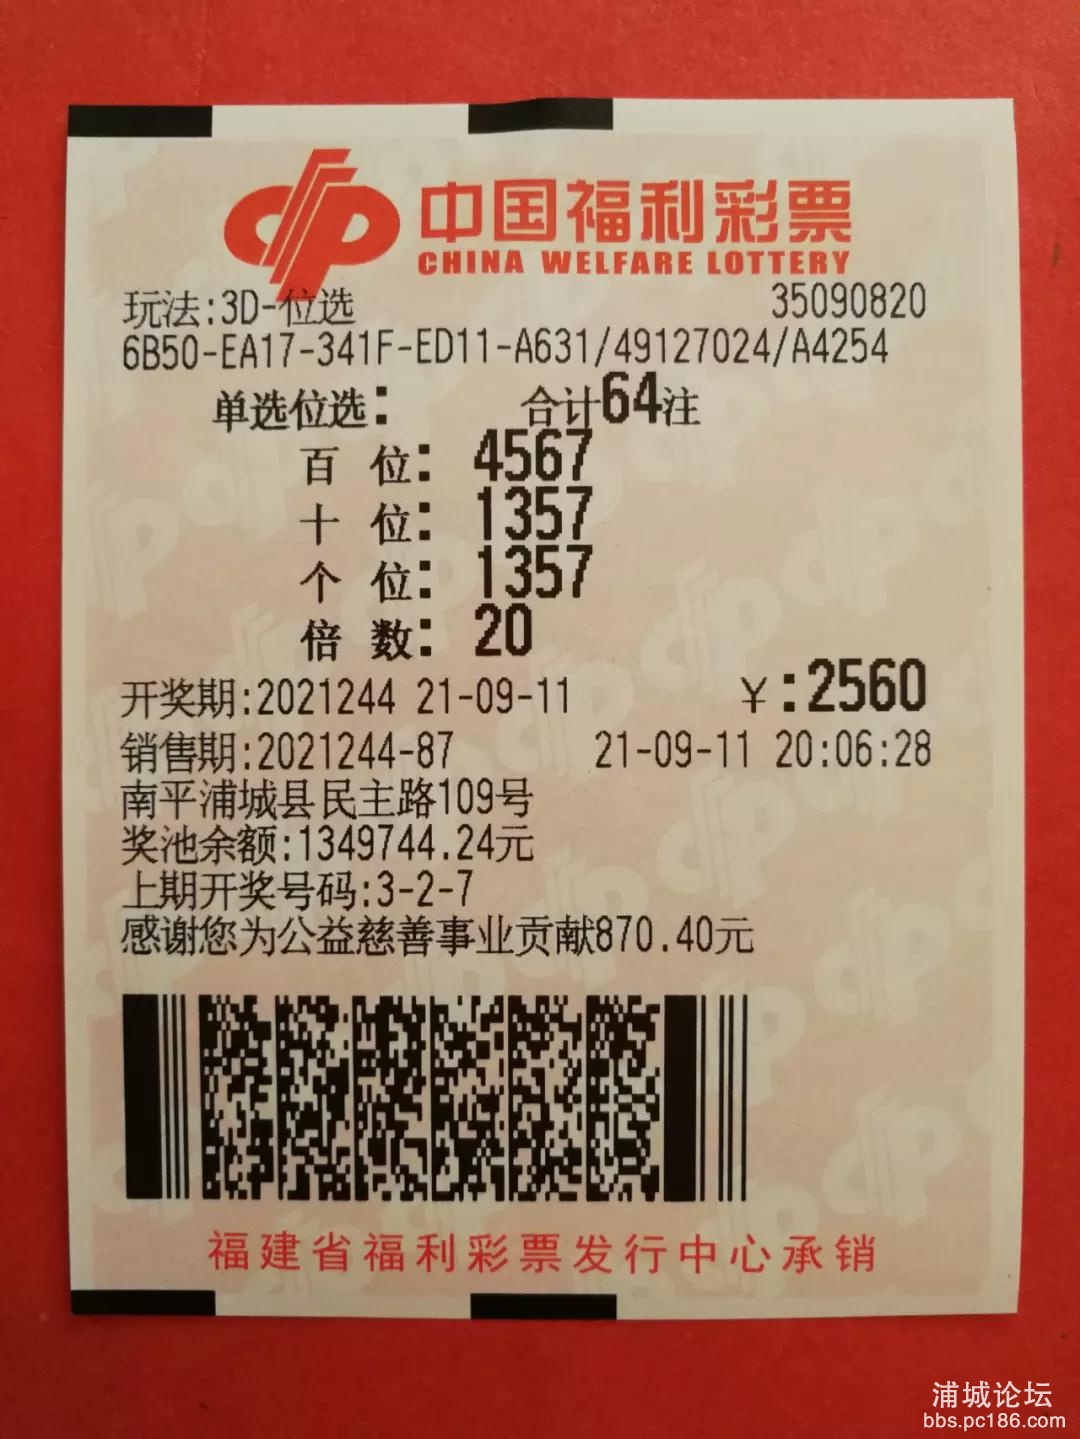 中国福利彩票
CHINA WELFARE LOTTERY
玩法:3D-位选 35090820
6B50-EA17-341F-ED11-A631/49127024/A4254
单选位选: 合计64注
百 位: 4567
十 位: 1357
个 位: 1357
倍 数: 20
开奖期:2021244 21-09-11 ¥:2560
销售期:2021244-87 21-09-11 20:06:28
南平浦城县民主路109号
奖池余额:1349744.24元
上期开奖号码:3-2-7
感谢您为公益慈善事业贡献870.40元
福建省福利彩票发行中心承销
浦城论坛
bbs.pc186.com